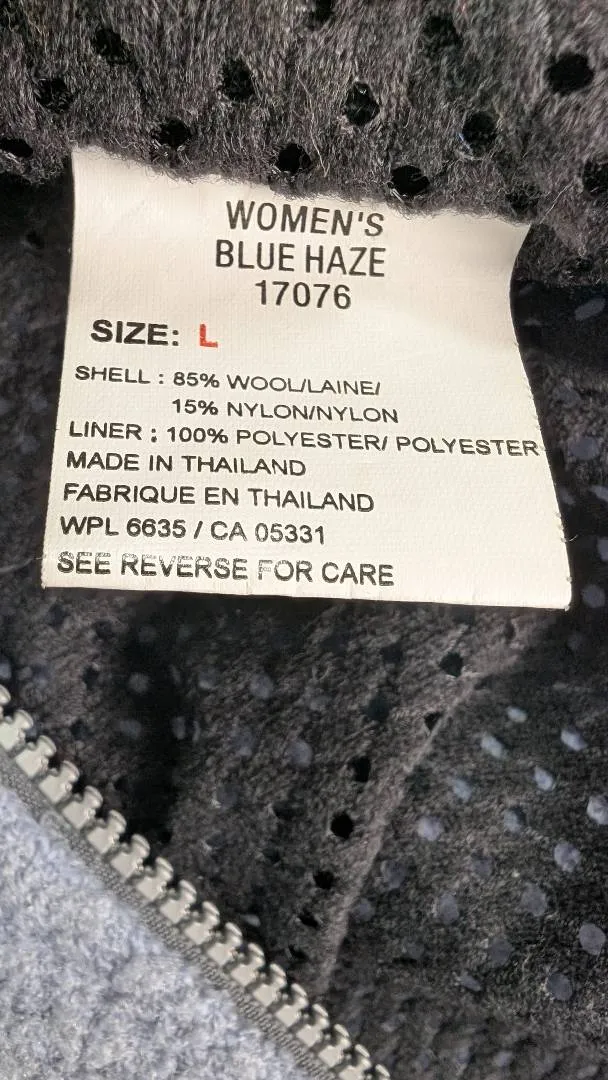 WOMEN'S
BLUE HAZE
17076
SIZE: L
SHELL : 85% WOOL/LAINE/
15% NYLON/NYLON
LINER : 100% POLYESTER/ POLYESTER
MADE IN THAILAND
FABRIQUE EN THAILAND
WPL 6635 / CA 05331
SEE REVERSE FOR CARE